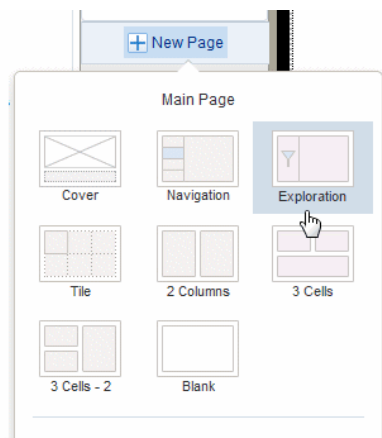 New Page
Main Page
Cover
Navigation
Exploration
Tile
2 Columns
3 Cells
3 Cells - 2
Blank